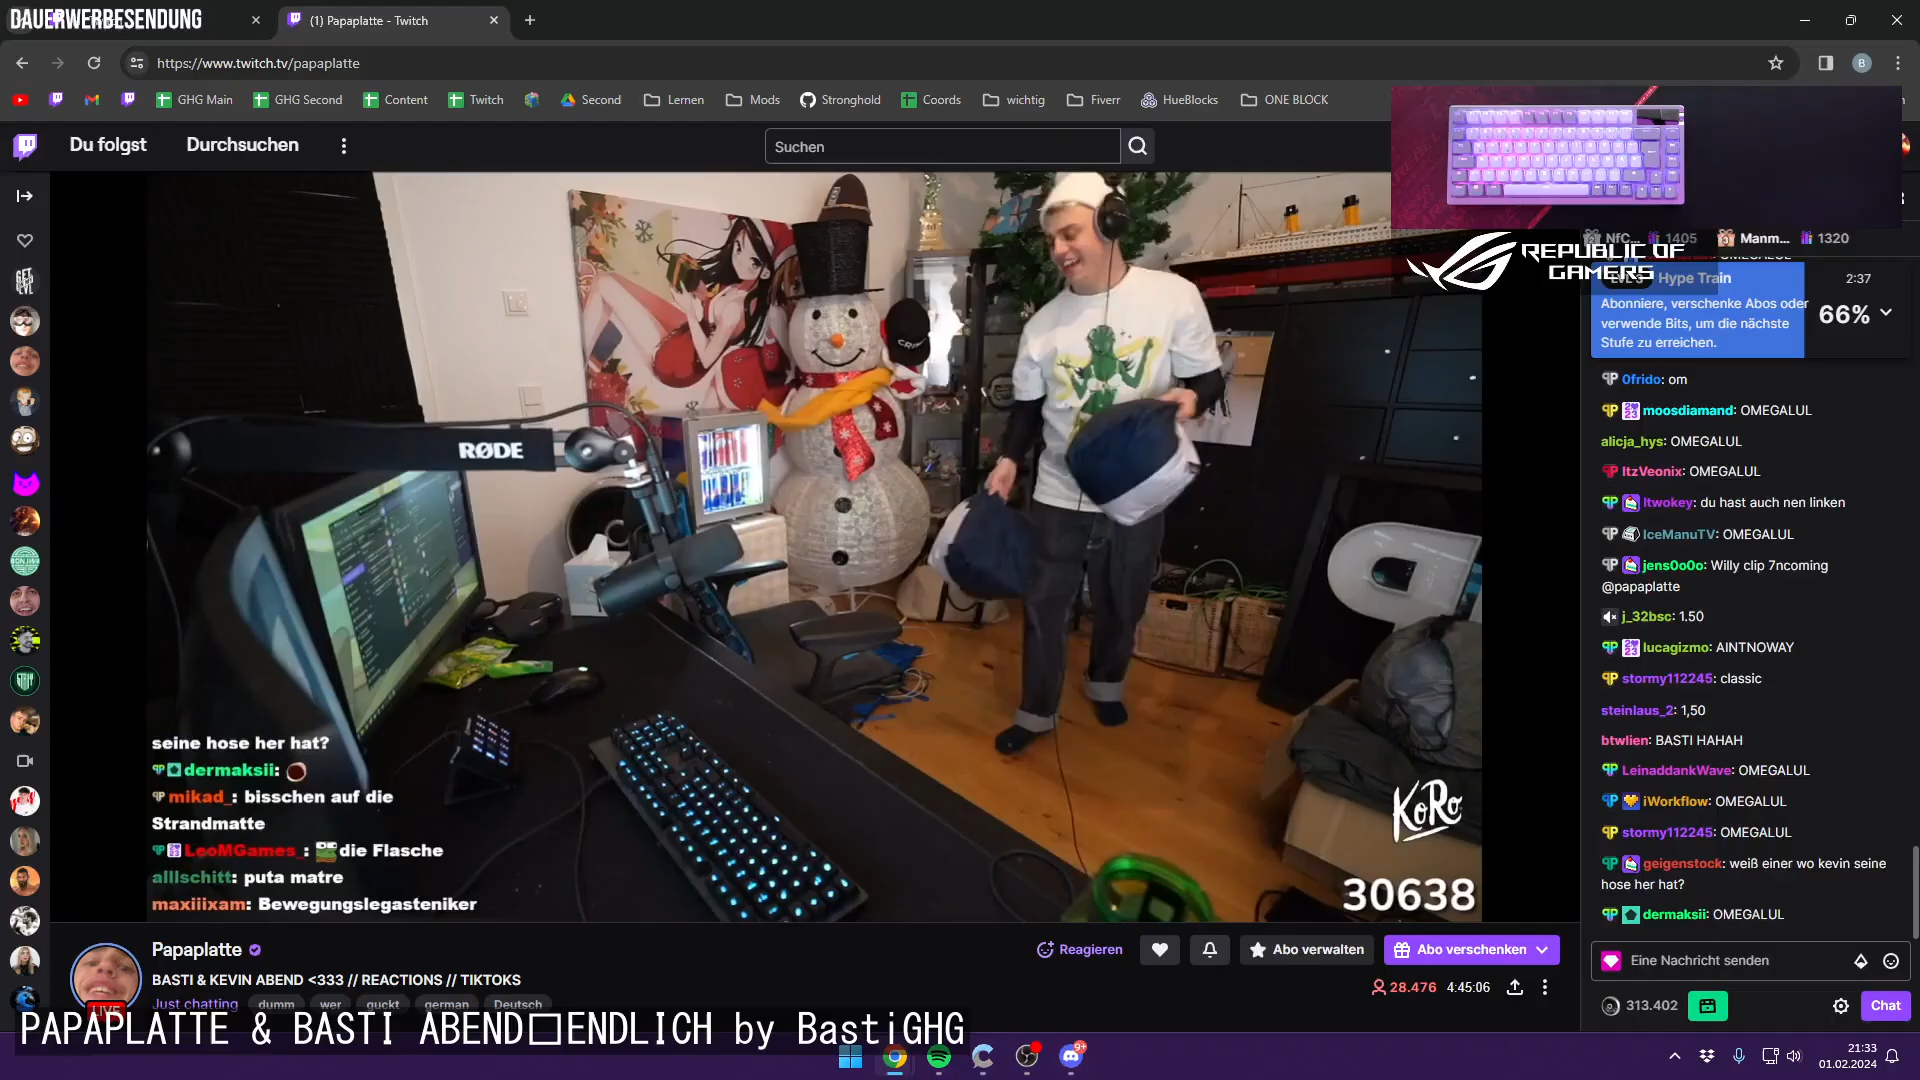 DAUERWERBESENDUNG
(1) Papaplatte - Twitch
https://www.twitch.tv/papaplatte
B
GHG Main
GHG Second
Content
Twitch
Second
Lernen
Mods
Stronghold
Coords
wichtig
Fiverr
HueBlocks
ONE BLOCK
Du folgst
Durchsuchen
Suchen
REPUBLIC OF
GAMERS
NfC... 1405
Manm... 1320
LVL 3 Hype Train
2:37
Abonniere, verschenke Abos oder
verwende Bits, um die nächste
Stufe zu erreichen.
66%
0frido: om
moosdiamand: OMEGALUL
alicja_hys: OMEGALUL
ItzVeonix: OMEGALUL
ltwokey: du hast auch nen linken
IceManuTV: OMEGALUL
jens0o0o: Willy clip 7ncoming
@papaplatte
j_32bsc: 1.50
lucagizmo: AINTNOWAY
stormy112245: classic
steinlaus_2: 1,50
btwlien: BASTI HAHAH
LeinaddankWave: OMEGALUL
iWorkflow: OMEGALUL
stormy112245: OMEGALUL
geigenstock: weiß einer wo kevin seine
hose her hat?
dermaksii: OMEGALUL
Eine Nachricht senden
313.402
Chat
RØDE
seine hose her hat?
dermaksii:
mikad_: bisschen auf die
Strandmatte
LeoMGames_: die Flasche
alllschitt: puta matre
maxiiixam: Bewegungslegasteniker
KoRo
30638
Papaplatte
BASTI & KEVIN ABEND <333 // REACTIONS // TIKTOKS
Just chatting
dumm
wer
guckt
german
Deutsch
LIVE
Reagieren
Abo verwalten
Abo verschenken
28.476
4:45:06
PAPAPLATTE & BASTI ABEND□ENDLICH by BastiGHG
9+
21:33
01.02.2024